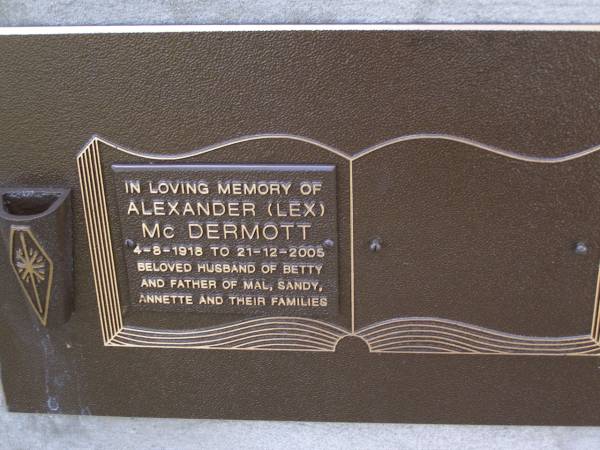 IN LOVING MEMORY OF
ALEXANDER (LEX)
Mc DERMOTT
4-8-1918 TO 21-12-2005
BELOVED HUSBAND OF BETTY
AND FATHER OF MAL, SANDY,
ANNETTE AND THEIR FAMILIES